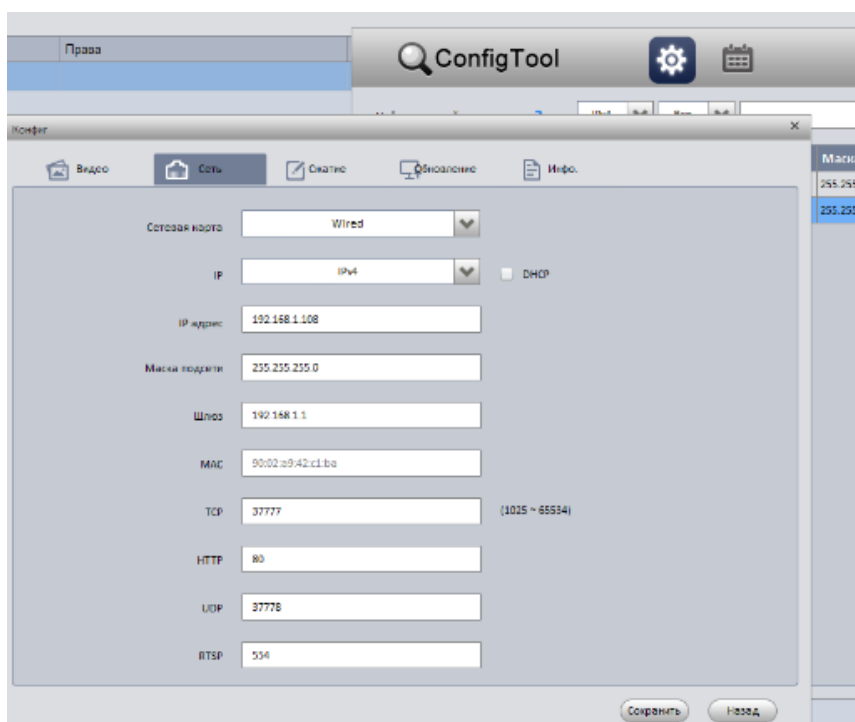 Права
ConfigTool
Конфиг
Видео
Сеть
Сжатие
Обновление
Инфо.
Маск
255.255
255.255
Сетевая карта
Wired
IP
IPv4
DHCP
IP адрес
192.168.1.108
Маска подсети
255.255.255.0
Шлюз
192.168.1.1
MAC
90:02:a9:42:c1:ba
TCP
37777
(1025 ~ 65534)
HTTP
80
UDP
37778
RTSP
554
Сохранить
Назад